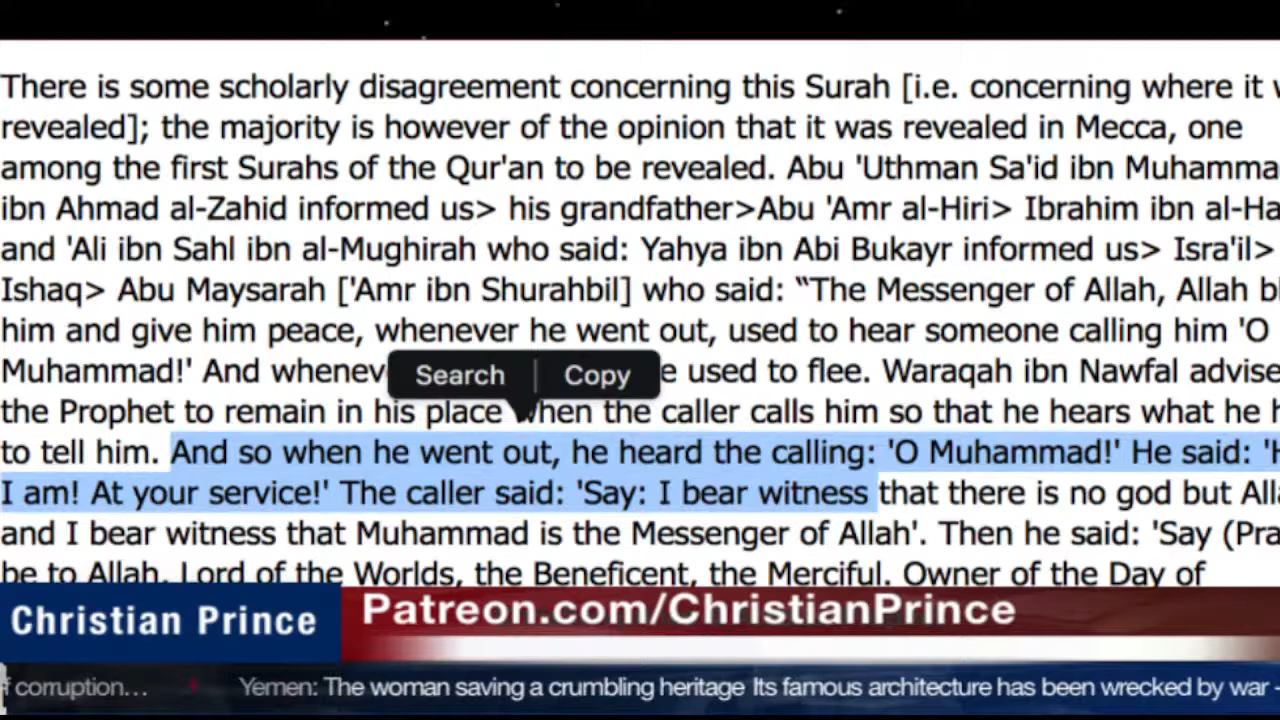 There is some scholarly disagreement concerning this Surah [i.e. concerning where it
revealed]; the majority is however of the opinion that it was revealed in Mecca, one
among the first Surahs of the Qur'an to be revealed. Abu 'Uthman Sa'id ibn
ibn Ahmad al-Zahid informed us> his grandfather>Abu 'Amr al-Hiri> Ibrahim ibn
and 'Ali ibn Sahl ibn al-Mughirah who said: Yahya ibn Abi Bukayr informed us> Isra'il>
Ishaq> Abu Maysarah ['Amr ibn Shurahbil] who said: “The Messenger of Allah, Allah
him and give him peace, whenever he went out, used to hear someone calling him 'O
Search Copy
Muhammad!' And used to flee. Waraqah ibn Nawfal
the Prophet to remain in his place when the caller calls him so that he hears what he
to tell him. And so when he went out, he heard the calling: 'O Muhammad!' He said:
I am! At your service!' The caller said: 'Say: I bear witness that there is no god but
and I bear witness that Muhammad is the Messenger of Allah'. Then he said: 'Say
be to Allah, Lord of the Worlds, the Beneficent, the Merciful. Owner of the Day of
Christian Prince
Patreon.com/ChristianPrince
f corruption... Yemen: The woman saving a crumbling heritage Its famous architecture has been wrecked by war -